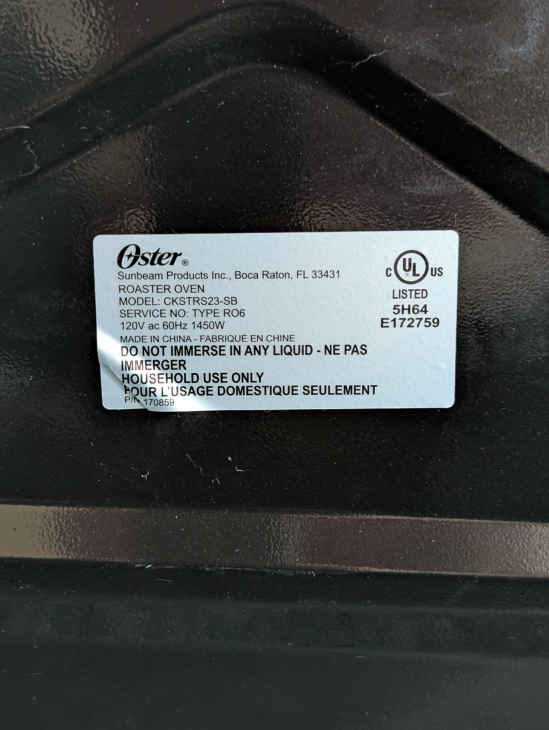 Oster®
Sunbeam Products Inc., Boca Raton, FL 33431
ROASTER OVEN
MODEL: CKSTRS23-SB
SERVICE NO: TYPE RO6
120V ac 60Hz 1450W
MADE IN CHINA - FABRIQUÉ EN CHINE
DO NOT IMMERSE IN ANY LIQUID - NE PAS
IMMERGER
HOUSEHOLD USE ONLY
POUR L'USAGE DOMESTIQUE SEULEMENT
P/N 170859
C UL US
LISTED
5H64
E172759